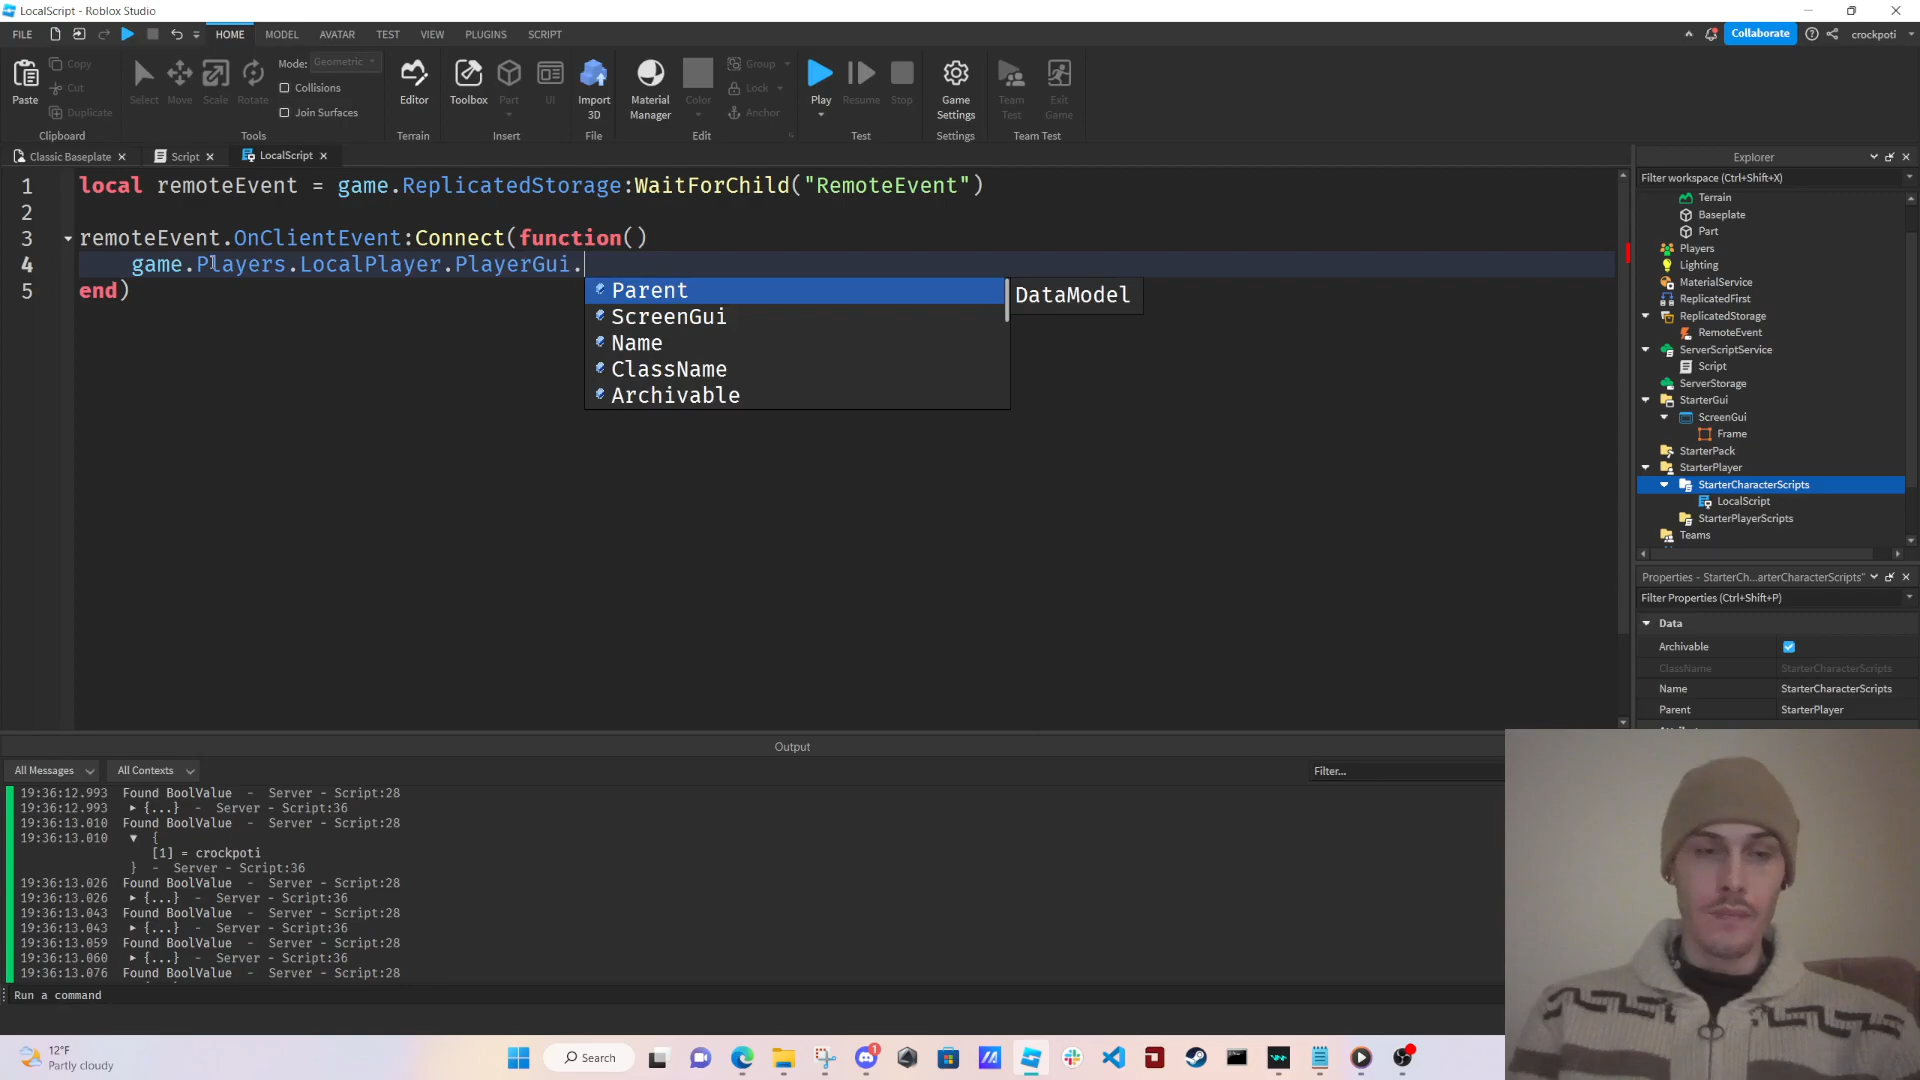 LocalScript - Roblox Studio
FILE HOME MODEL AVATAR TEST VIEW PLUGINS SCRIPT Collaborate crockpoti
Paste Copy Cut Duplicate Clipboard
Select Move Scale Rotate Mode: Geometric Collisions Join Surfaces Tools
Editor Terrain
Toolbox Part UI Insert
Import 3D File
Material Manager Color Group Lock Anchor Edit
Play Resume Stop Test
Game Settings Settings
Team Test Exit Game Team Test
Classic Baseplate Script LocalScript
1 local remoteEvent = game.ReplicatedStorage:WaitForChild("RemoteEvent")
2
3 remoteEvent.OnClientEvent:Connect(function()
4 game.Players.LocalPlayer.PlayerGui.
5 end)
Parent DataModel
ScreenGui
Name
ClassName
Archivable
Explorer
Filter workspace (Ctrl+Shift+X)
Terrain
Baseplate
Part
Players
Lighting
MaterialService
ReplicatedFirst
ReplicatedStorage
RemoteEvent
ServerScriptService
Script
ServerStorage
StarterGui
ScreenGui
Frame
StarterPack
StarterPlayer
StarterCharacterScripts
LocalScript
StarterPlayerScripts
Teams
Properties - StarterCh...arterCharacterScripts"
Filter Properties (Ctrl+Shift+P)
Data
Archivable
ClassName StarterCharacterScripts
Name StarterCharacterScripts
Parent StarterPlayer
Output
All Messages All Contexts Filter...
19:36:12.993 Found BoolValue - Server - Script:28
19:36:12.993 {...} - Server - Script:36
19:36:13.010 Found BoolValue - Server - Script:28
19:36:13.010 {
[1] = crockpoti
} - Server - Script:36
19:36:13.026 Found BoolValue - Server - Script:28
19:36:13.026 {...} - Server - Script:36
19:36:13.043 Found BoolValue - Server - Script:28
19:36:13.043 {...} - Server - Script:36
19:36:13.059 Found BoolValue - Server - Script:28
19:36:13.060 {...} - Server - Script:36
19:36:13.076 Found BoolValue - Server - Script:28
Run a command
12°F
Partly cloudy
Search
1